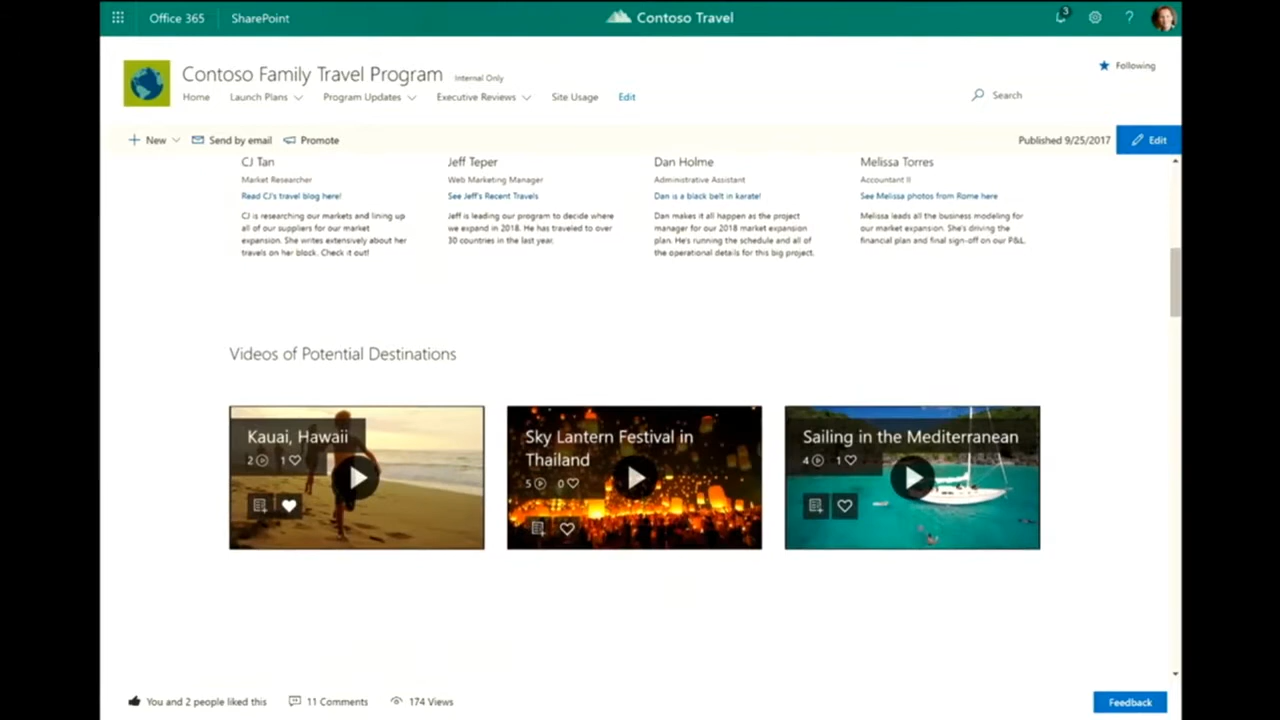 Office 365 SharePoint Contoso Travel 3 ?
Contoso Family Travel Program Internal Only Following
Home Launch Plans Program Updates Executive Reviews Site Usage Edit Search
New Send by email Promote Published 9/25/2017 Edit
CJ Tan
Market Researcher
Read CJ's travel blog here!
CJ is researching our markets and lining up
all of our suppliers for our market
expansion. She writes extensively about her
travels on her block. Check it out!
Jeff Teper
Web Marketing Manager
See Jeff's Recent Travels
Jeff is leading our program to decide where
we expand in 2018. He has traveled to over
30 countries in the last year.
Dan Holme
Administrative Assistant
Dan is a black belt in karate!
Dan makes it all happen as the project
manager for our 2018 market expansion
plan. He's running the schedule and all of
the operational details for this big project.
Melissa Torres
Accountant II
See Melissa photos from Rome here
Melissa leads all the business modeling for
our market expansion. She's driving the
financial plan and final sign-off on our P&L.
Videos of Potential Destinations
Kauai, Hawaii
2 1
Sky Lantern Festival in
Thailand
5 0
Sailing in the Mediterranean
4 1
You and 2 people liked this 11 Comments 174 Views Feedback